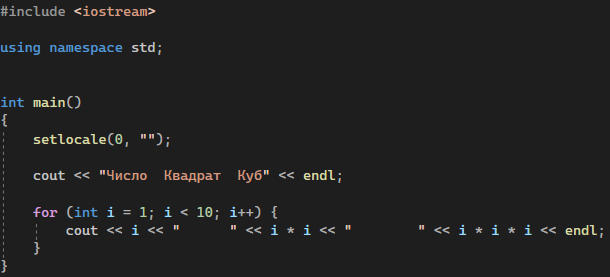 #include <iostream>
using namespace std;
int main()
{
    setlocale(0, "");
    cout << "Число  Квадрат  Куб" << endl;
    for (int i = 1; i < 10; i++) {
        cout << i << "      " << i * i << "        " << i * i * i << endl;
    }
}